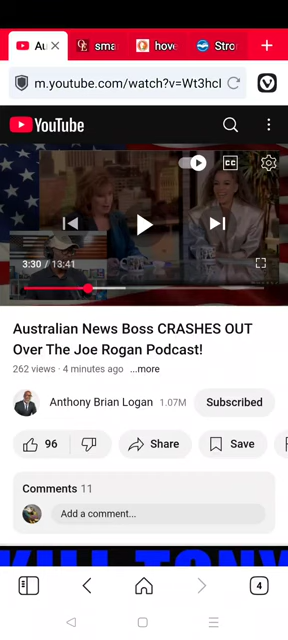 Au
sma
hove
Stro
m.youtube.com/watch?v=Wt3hcl
YouTube
CC
3:30 / 13:41
Australian News Boss CRASHES OUT
Over The Joe Rogan Podcast!
262 views · 4 minutes ago ...more
Anthony Brian Logan 1.07M Subscribed
96 Share Save
Comments 11
Add a comment...
KILL TONY
4